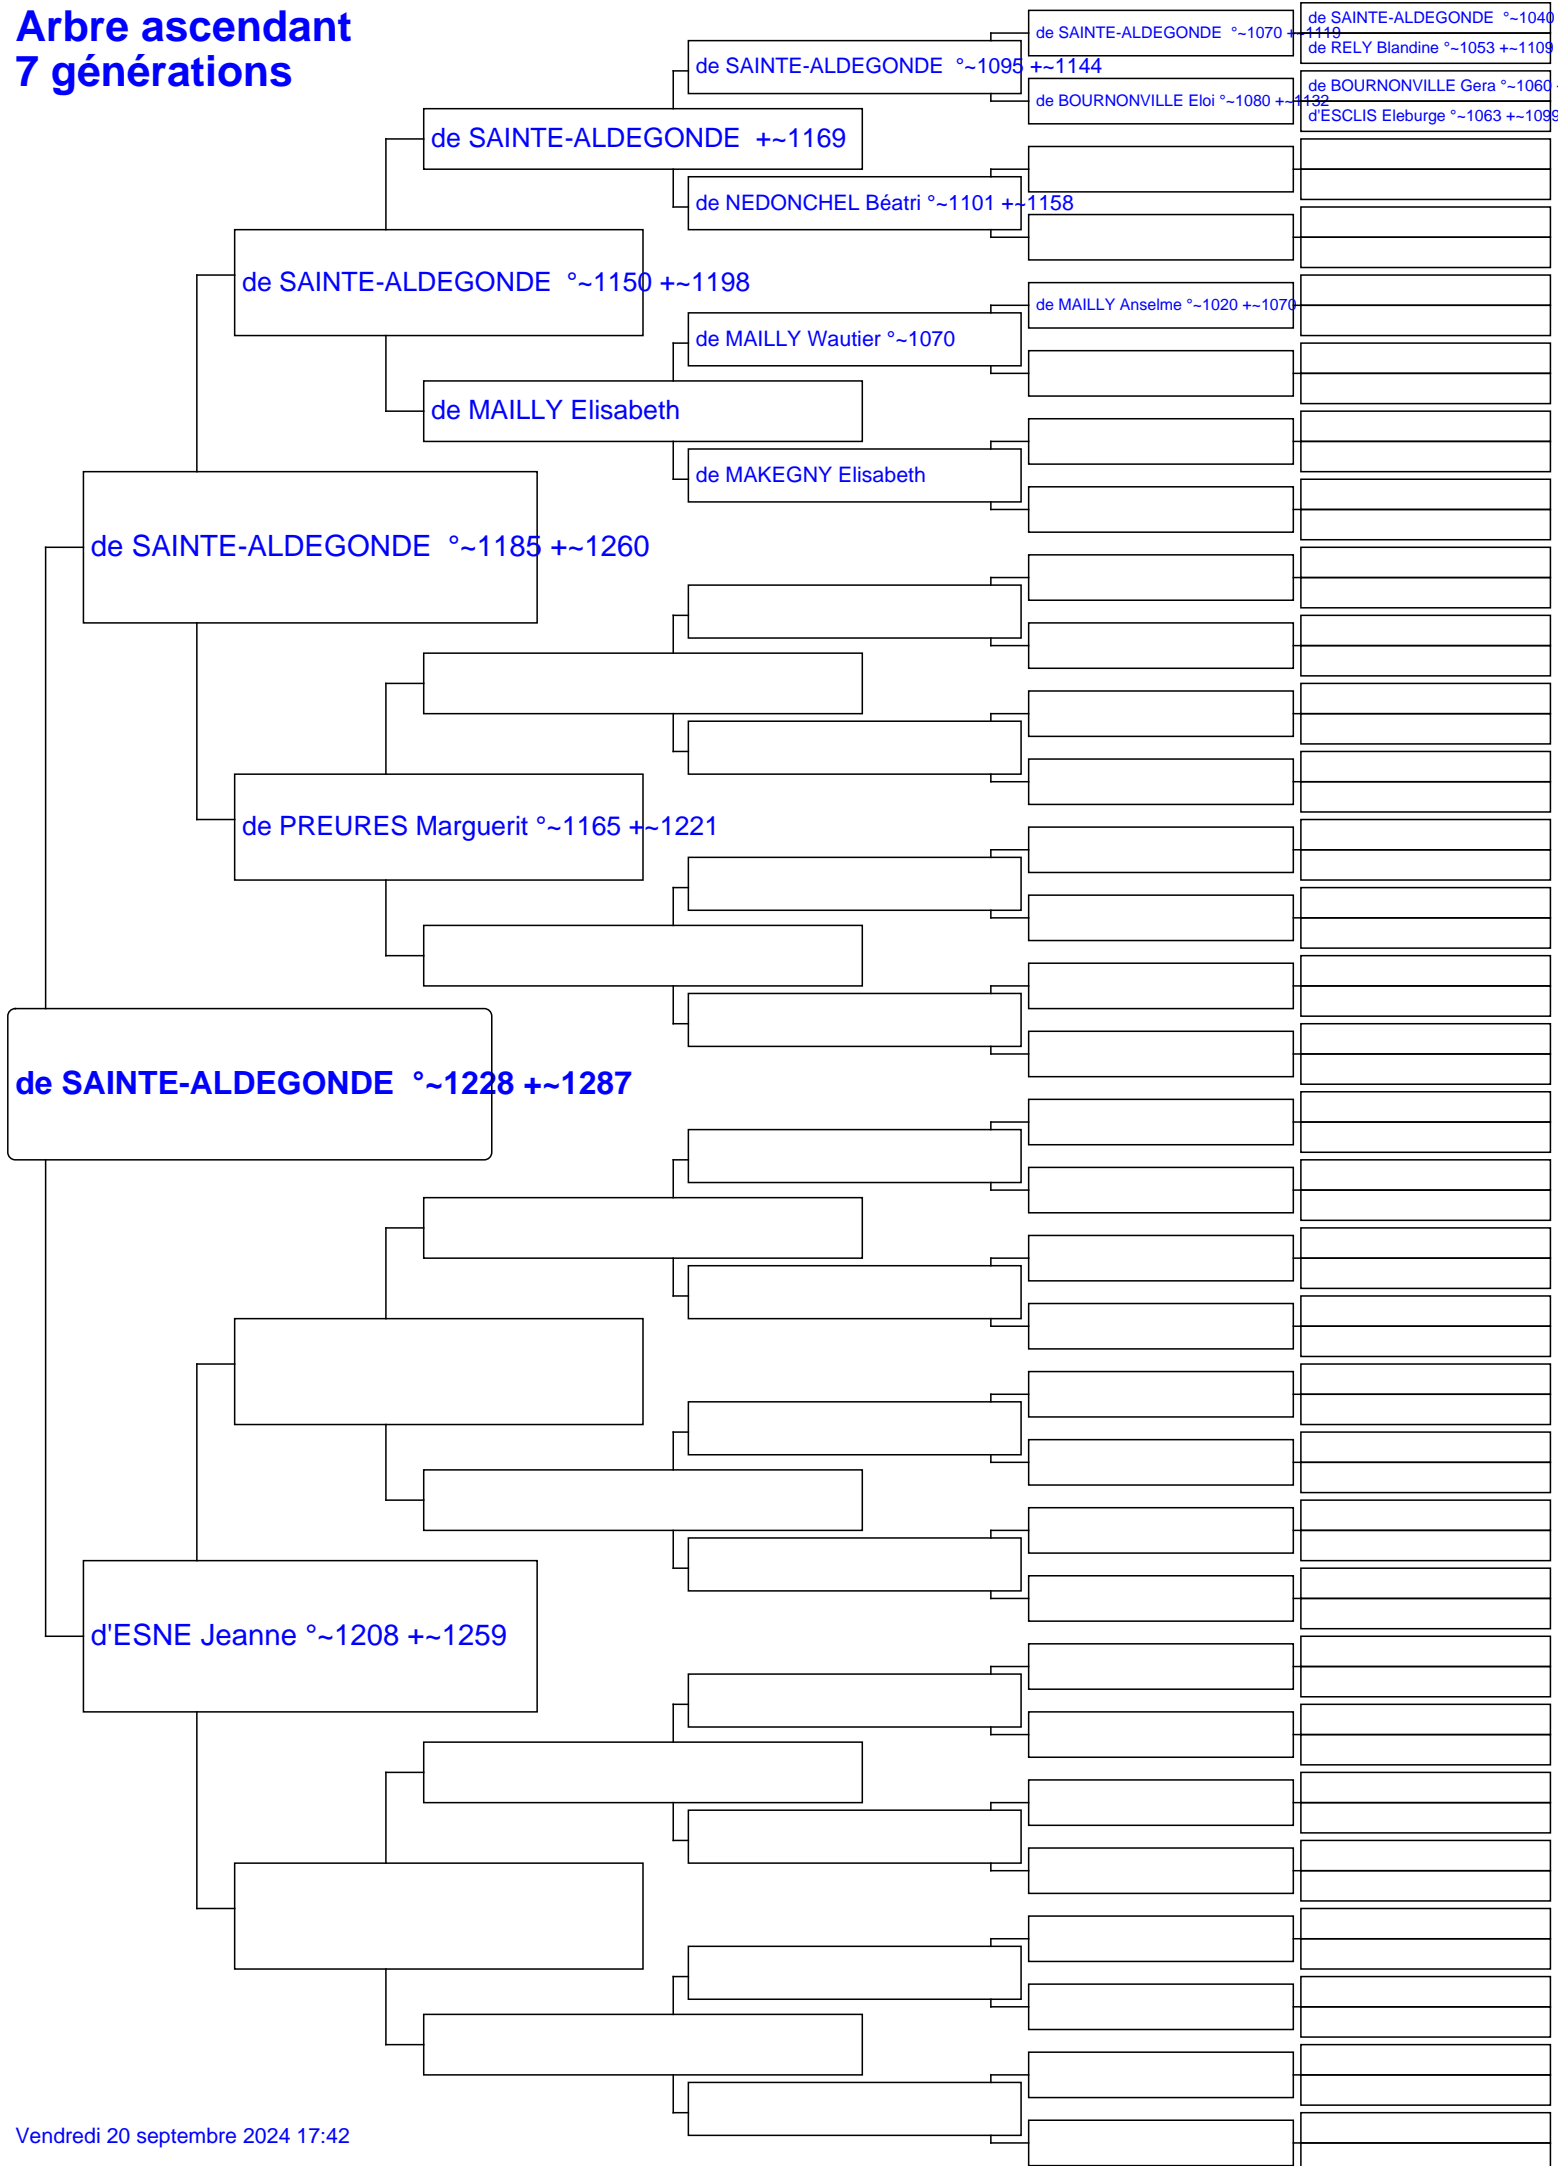 Arbre ascendant
7 générations
de SAINTE-ALDEGONDE °~1040
de SAINTE-ALDEGONDE °~1070 +~1119
de RELY Blandine °~1053 +~1109
de SAINTE-ALDEGONDE °~1095 +~1144
de BOURNONVILLE Gera °~1060
de BOURNONVILLE Eloi °~1080 +~1132
d'ESCLIS Eleburge °~1063 +~1099
de SAINTE-ALDEGONDE +~1169
de NEDONCHEL Béatri °~1101 +~1158
de SAINTE-ALDEGONDE °~1150 +~1198
de MAILLY Anselme °~1020 +~1070
de MAILLY Wautier °~1070
de MAILLY Elisabeth
de MAKEGNY Elisabeth
de SAINTE-ALDEGONDE °~1185 +~1260
de PREURES Marguerit °~1165 +~1221
de SAINTE-ALDEGONDE °~1228 +~1287
d'ESNE Jeanne °~1208 +~1259
Vendredi 20 septembre 2024 17:42